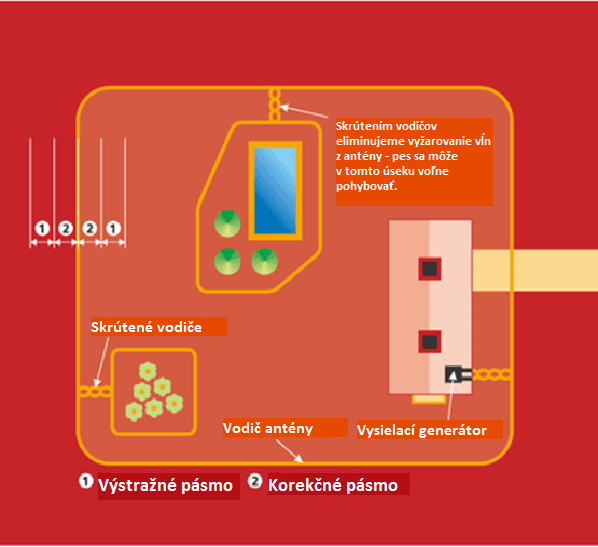 Skrútením vodičov
eliminujeme vyžarovanie vĺn
z antény - pes sa môže
v tomto úseku voľne
pohybovať.
1 2 2 1
Skrútené vodiče
Vodič antény
Vysielací generátor
1 Výstražné pásmo 2 Korekčné pásmo